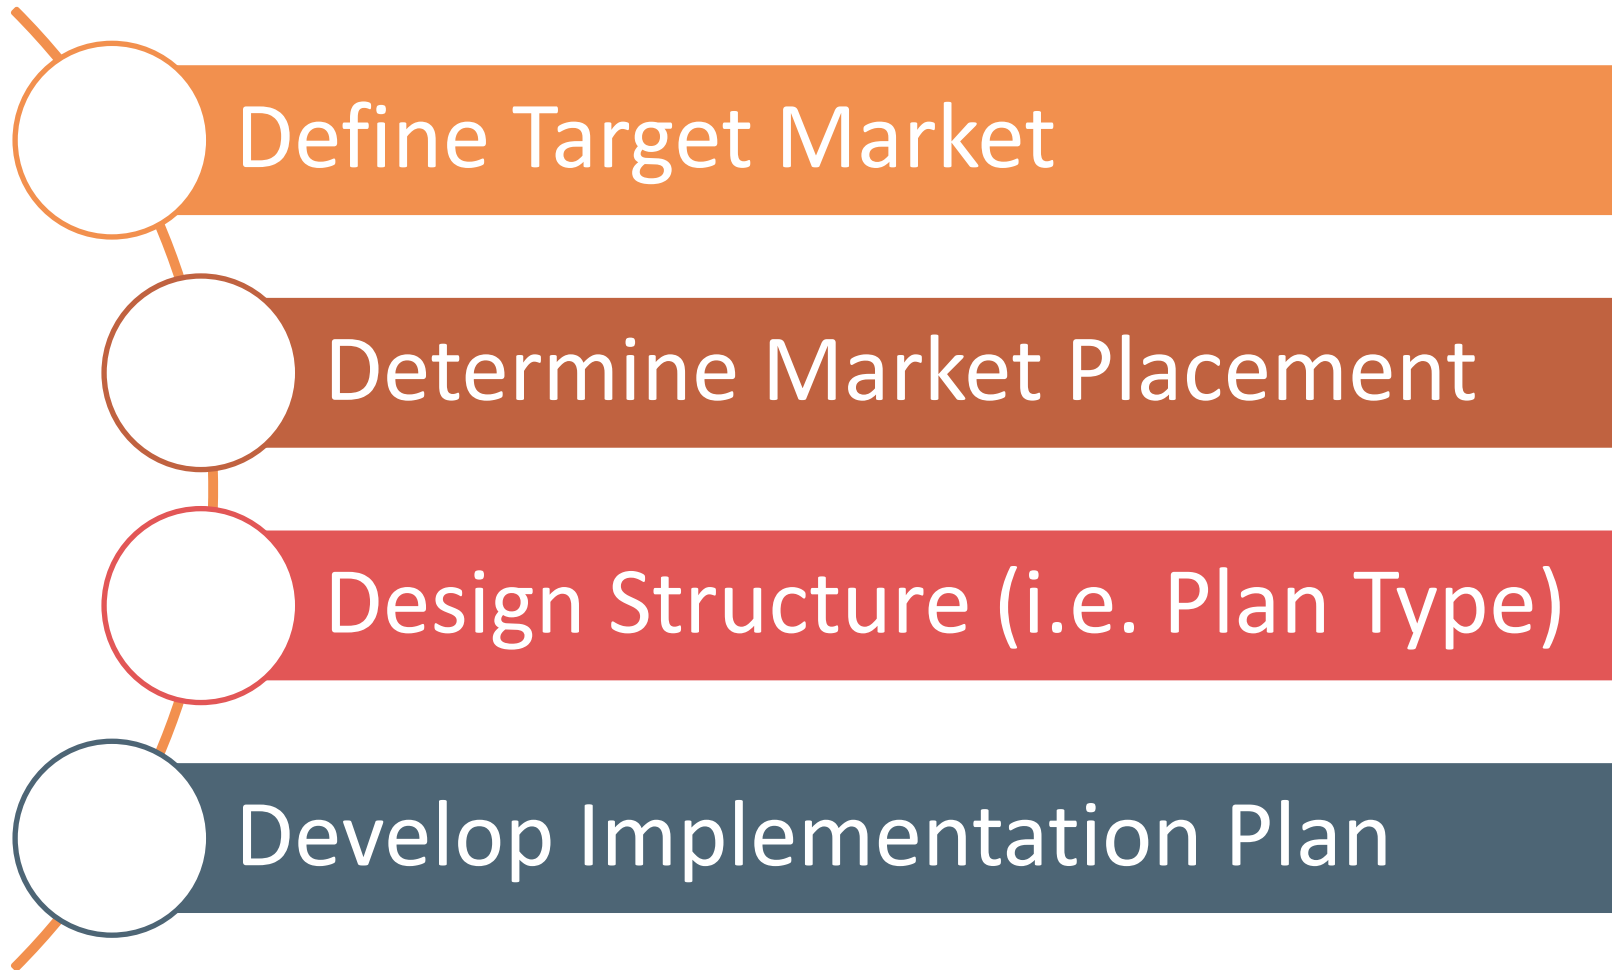 Define Target Market
Determine Market Placement
Design Structure (i.e. Plan Type)
Develop Implementation Plan